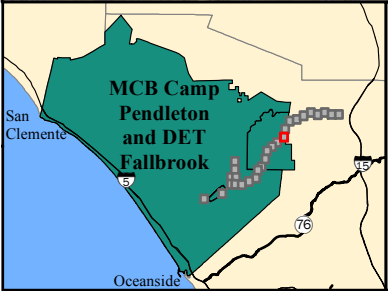 MCB Camp
Pendleton
and DET
Fallbrook
San
Clemente
5
15
76
Oceanside